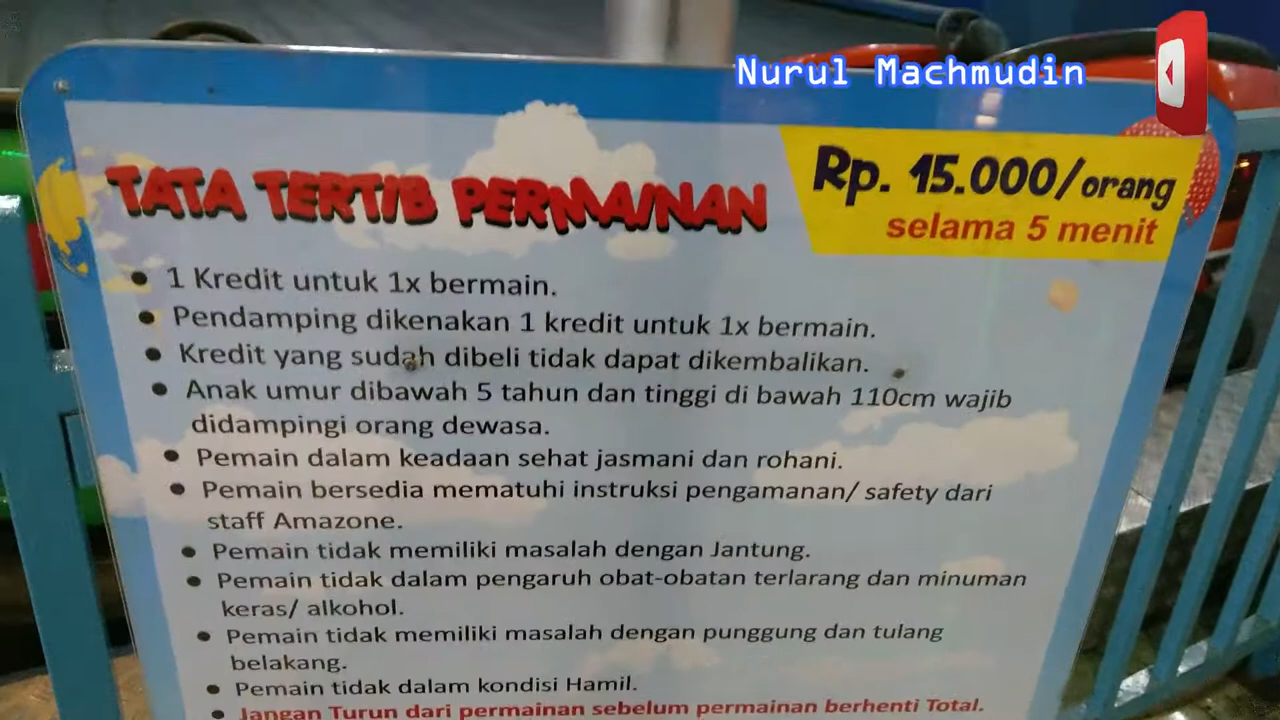 Nurul Machmudin
TATA TERTIB PERMAINAN
Rp. 15.000/orang
selama 5 menit
• 1 Kredit untuk 1x bermain.
• Pendamping dikenakan 1 kredit untuk 1x bermain.
• Kredit yang sudah dibeli tidak dapat dikembalikan.
• Anak umur dibawah 5 tahun dan tinggi di bawah 110cm wajib
didampingi orang dewasa.
• Pemain dalam keadaan sehat jasmani dan rohani.
• Pemain bersedia mematuhi instruksi pengamanan/ safety dari
staff Amazone.
• Pemain tidak memiliki masalah dengan Jantung.
• Pemain tidak dalam pengaruh obat-obatan terlarang dan minuman
keras/ alkohol.
• Pemain tidak memiliki masalah dengan punggung dan tulang
belakang.
• Pemain tidak dalam kondisi Hamil.
• Jangan Turun dari permainan sebelum permainan berhenti Total.